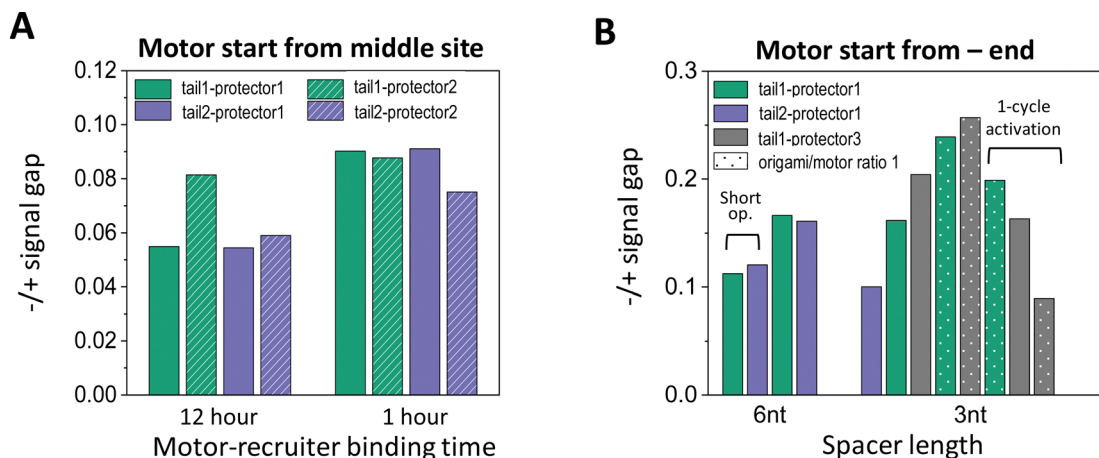 A
Motor start from middle site
-/+ signal gap
0.12
0.10
0.08
0.06
0.04
0.02
0.00
tail1-protector1
tail1-protector2
tail2-protector1
tail2-protector2
12 hour
1 hour
Motor-recruiter binding time
B
Motor start from – end
-/+ signal gap
0.3
0.2
0.1
0.0
tail1-protector1
tail2-protector1
tail1-protector3
origami/motor ratio 1
1-cycle
activation
Short
op.
6nt
3nt
Spacer length